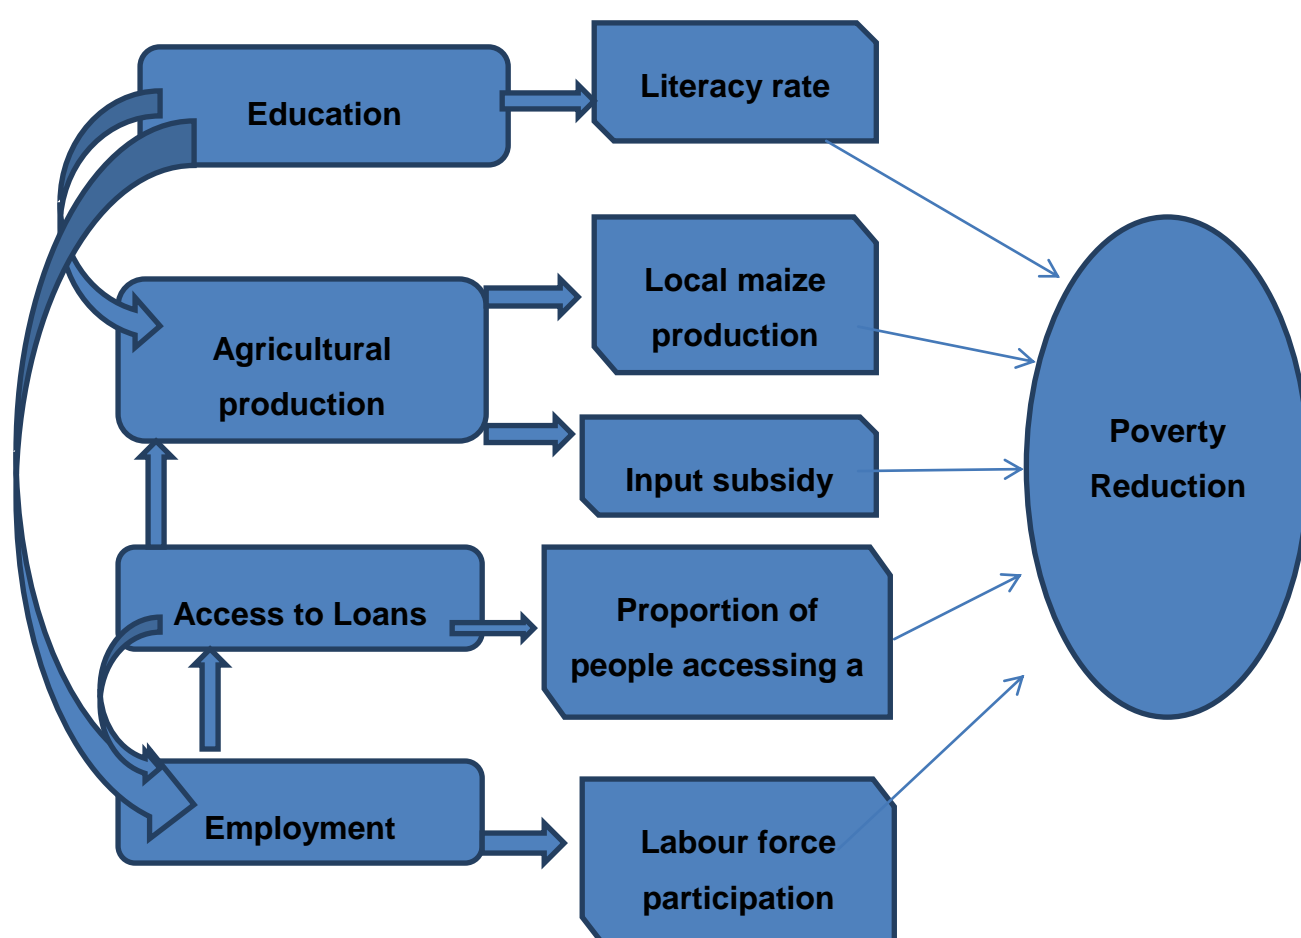 Education
Literacy rate
Agricultural
production
Local maize
production
Input subsidy
Poverty
Reduction
Access to Loans
Proportion of
people accessing a
Employment
Labour force
participation